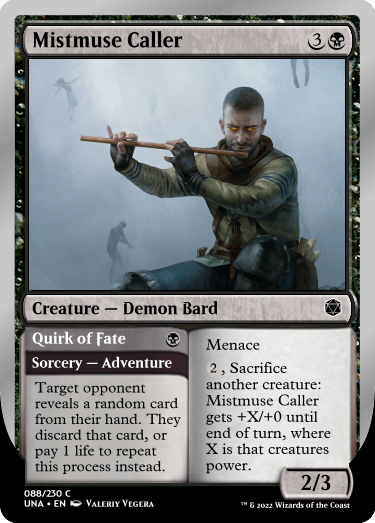 Mistmuse Caller 3
Creature — Demon Bard
Quirk of Fate
Sorcery — Adventure
Target opponent
reveals a random card
from their hand. They
discard that card, or
pay 1 life to repeat
this process instead.
Menace
2 , Sacrifice
another creature:
Mistmuse Caller
gets +X/+0 until
end of turn, where
X is that creatures
power.
2/3
088/230 C
UNA • EN Valeriy Vegera
™ & 2022 Wizards of the Coast